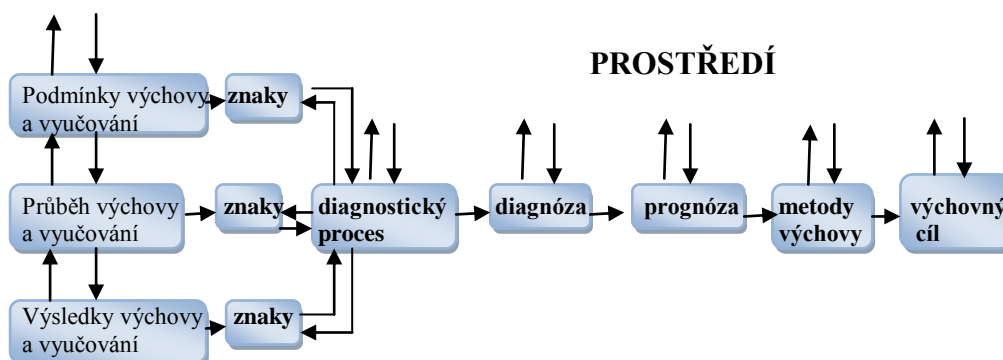 PROSTŘEDÍ
Podmínky výchovy
a vyučování
znaky
Průběh výchovy
a vyučování
znaky
diagnostický
proces
diagnóza
prognóza
metody
výchovy
výchovný
cíl
Výsledky výchovy
a vyučování
znaky